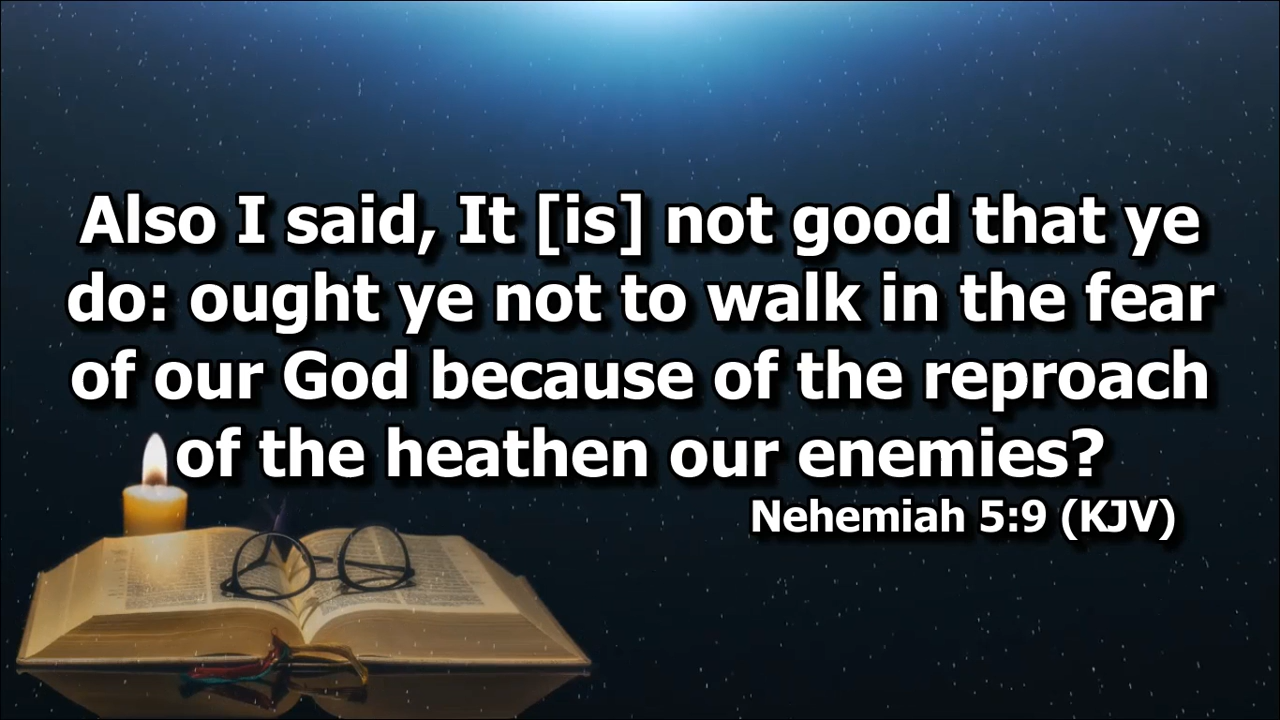 Also I said, It [is] not good that ye
do: ought ye not to walk in the fear
of our God because of the reproach
of the heathen our enemies?
Nehemiah 5:9 (KJV)